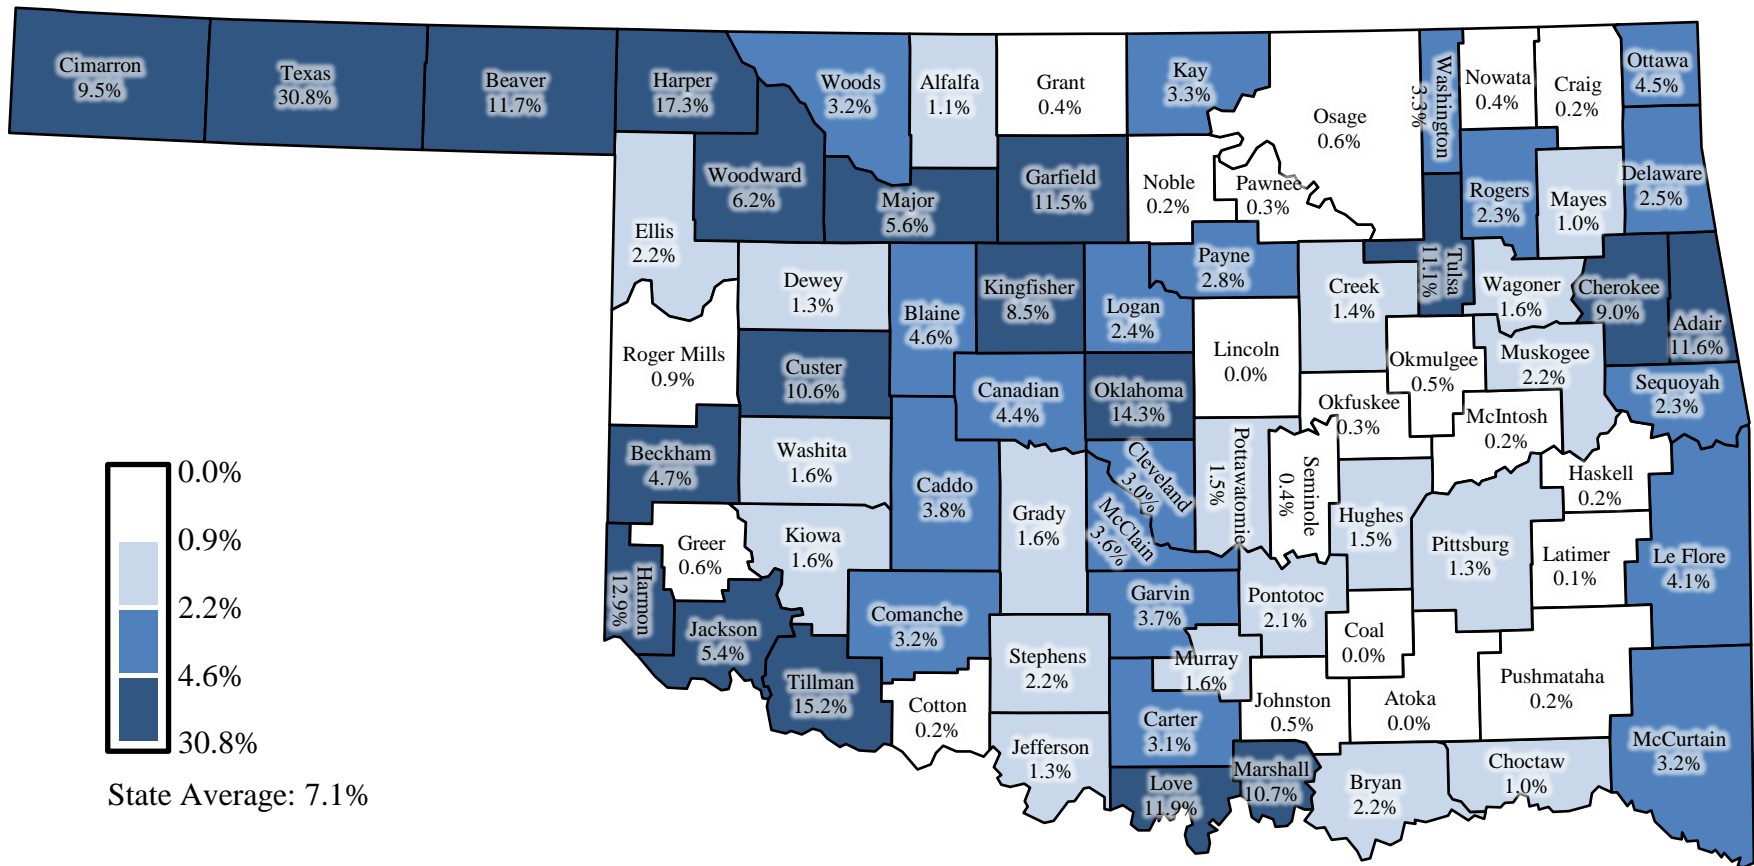 Cimarron
9.5%
Texas
30.8%
Beaver
11.7%
Harper
17.3%
Woods
3.2%
Alfalfa
1.1%
Grant
0.4%
Kay
3.3%
Osage
0.6%
Washington
3.3%
Nowata
0.4%
Craig
0.2%
Ottawa
4.5%
Woodward
6.2%
Major
5.6%
Garfield
11.5%
Noble
0.2%
Pawnee
0.3%
Rogers
2.3%
Mayes
1.0%
Delaware
2.5%
Ellis
2.2%
Dewey
1.3%
Blaine
4.6%
Kingfisher
8.5%
Logan
2.4%
Payne
2.8%
Creek
1.4%
Tulsa
11.1%
Wagoner
1.6%
Cherokee
9.0%
Adair
11.6%
Roger Mills
0.9%
Custer
10.6%
Canadian
4.4%
Oklahoma
14.3%
Lincoln
0.0%
Okmulgee
0.5%
Muskogee
2.2%
Sequoyah
2.3%
Okfuskee
0.3%
McIntosh
0.2%
Beckham
4.7%
Washita
1.6%
Caddo
3.8%
Grady
1.6%
Cleveland
3.0%
McClain
3.6%
Pottawatomie
1.5%
Seminole
0.4%
Hughes
1.5%
Pittsburg
1.3%
Haskell
0.2%
Latimer
0.1%
Le Flore
4.1%
Greer
0.6%
Kiowa
1.6%
Harmon
12.9%
Jackson
5.4%
Tillman
15.2%
Comanche
3.2%
Cotton
0.2%
Stephens
2.2%
Jefferson
1.3%
Garvin
3.7%
Murray
1.6%
Carter
3.1%
Love
11.9%
Pontotoc
2.1%
Coal
0.0%
Johnston
0.5%
Atoka
0.0%
Pushmataha
0.2%
Marshall
10.7%
Bryan
2.2%
Choctaw
1.0%
McCurtain
3.2%
0.0%
0.9%
2.2%
4.6%
30.8%
State Average: 7.1%